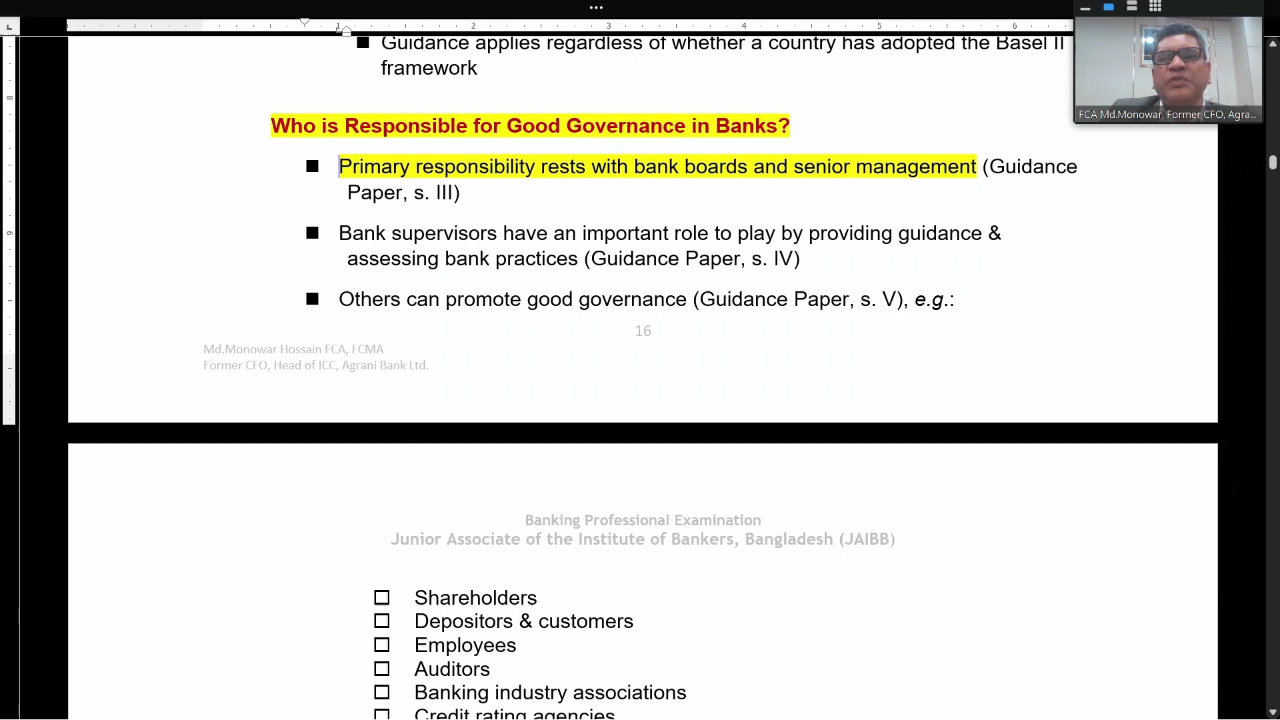 Guidance applies regardless of whether a country has adopted the Basel II
framework
FCA Md.Monowar, Former CFO, Agra...
Who is Responsible for Good Governance in Banks?
Primary responsibility rests with bank boards and senior management (Guidance
Paper, s. III)
Bank supervisors have an important role to play by providing guidance &
assessing bank practices (Guidance Paper, s. IV)
Others can promote good governance (Guidance Paper, s. V), e.g.:
16
Md.Monowar Hossain FCA, FCMA
Former CFO, Head of ICC, Agrani Bank Ltd.
Banking Professional Examination
Junior Associate of the Institute of Bankers, Bangladesh (JAIBB)
Shareholders
Depositors & customers
Employees
Auditors
Banking industry associations
Credit rating agencies